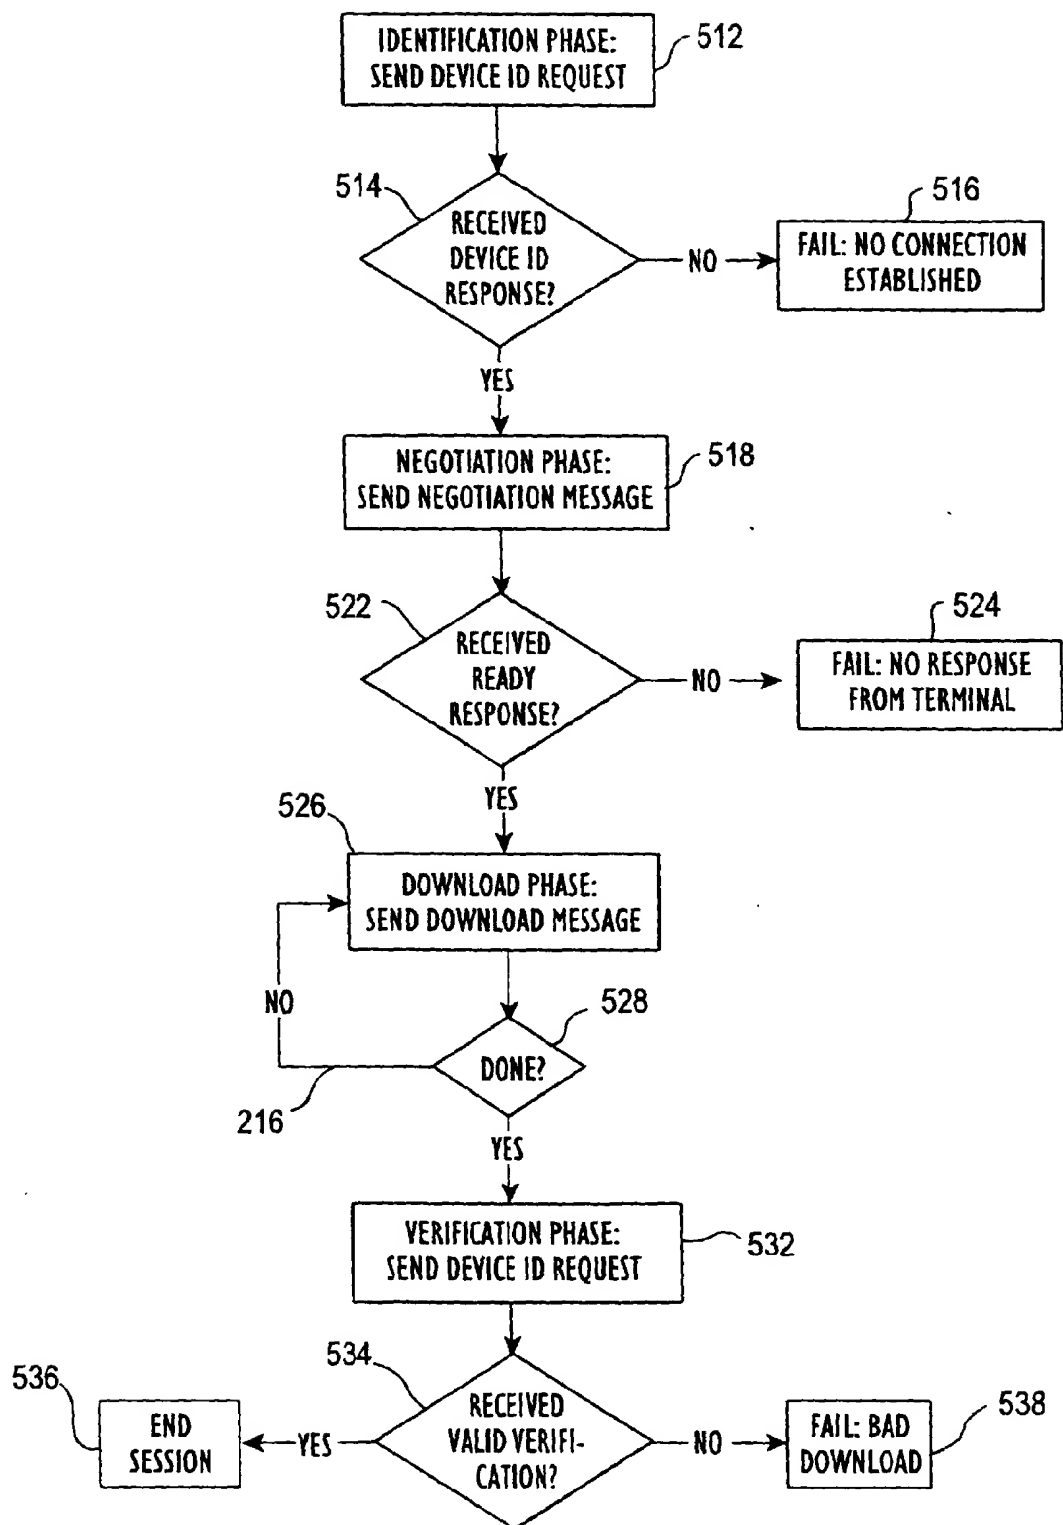 IDENTIFICATION PHASE:
SEND DEVICE ID REQUEST
512
514
RECEIVED
DEVICE ID
RESPONSE?
NO
516
FAIL: NO CONNECTION
ESTABLISHED
YES
NEGOTIATION PHASE:
SEND NEGOTIATION MESSAGE
518
522
RECEIVED
READY
RESPONSE?
NO
524
FAIL: NO RESPONSE
FROM TERMINAL
YES
526
DOWNLOAD PHASE:
SEND DOWNLOAD MESSAGE
NO
528
DONE?
216
YES
VERIFICATION PHASE:
SEND DEVICE ID REQUEST
532
534
RECEIVED
VALID VERIFI-
CATION?
YES
536
END
SESSION
NO
538
FAIL: BAD
DOWNLOAD